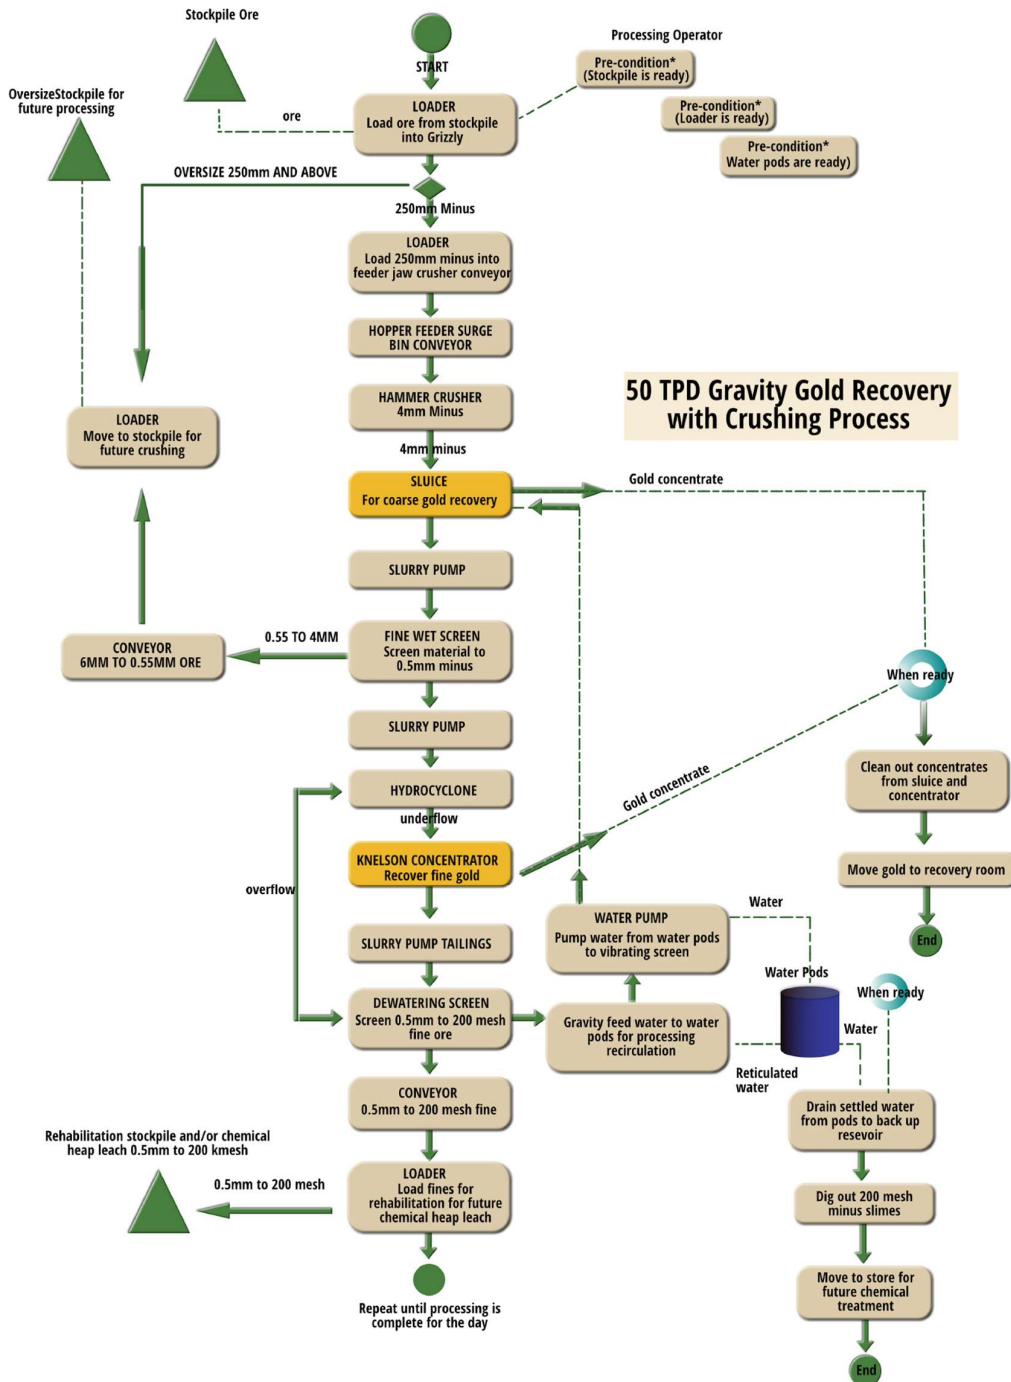 Stockpile Ore
START
Processing Operator
Pre-condition*
(Stockpile is ready)
Pre-condition*
(Loader is ready)
Pre-condition*
Water pods are ready)
OversizeStockpile for
future processing
ore
LOADER
Load ore from stockpile
into Grizzly
OVERSIZE 250mm AND ABOVE
250mm Minus
LOADER
Load 250mm minus into
feeder jaw crusher conveyor
HOPPER FEEDER SURGE
BIN CONVEYOR
HAMMER CRUSHER
4mm Minus
50 TPD Gravity Gold Recovery
with Crushing Process
LOADER
Move to stockpile for
future crushing
4mm minus
SLUICE
For coarse gold recovery
Gold concentrate
SLURRY PUMP
CONVEYOR
6MM TO 0.55MM ORE
0.55 TO 4MM
FINE WET SCREEN
Screen material to
0.5mm minus
When ready
SLURRY PUMP
Clean out concentrates
from sluice and
concentrator
HYDROCYCLONE
underflow
Gold concentrate
KNELSON CONCENTRATOR
Recover fine gold
Move gold to recovery room
overflow
End
SLURRY PUMP TAILINGS
WATER PUMP
Pump water from water pods
to vibrating screen
Water
Water Pods
When ready
DEWATERING SCREEN
Screen 0.5mm to 200 mesh
fine ore
Gravity feed water to water
pods for processing
recirculation
Water
Reticulated
water
CONVEYOR
0.5mm to 200 mesh fine
Drain settled water
from pods to back up
resevoir
Rehabilitation stockpile and/or chemical
heap leach 0.5mm to 200 kmesh
0.5mm to 200 mesh
LOADER
Load fines for
rehabilitation for future
chemical heap leach
Dig out 200 mesh
minus slimes
Repeat until processing is
complete for the day
Move to store for
future chemical
treatment
End